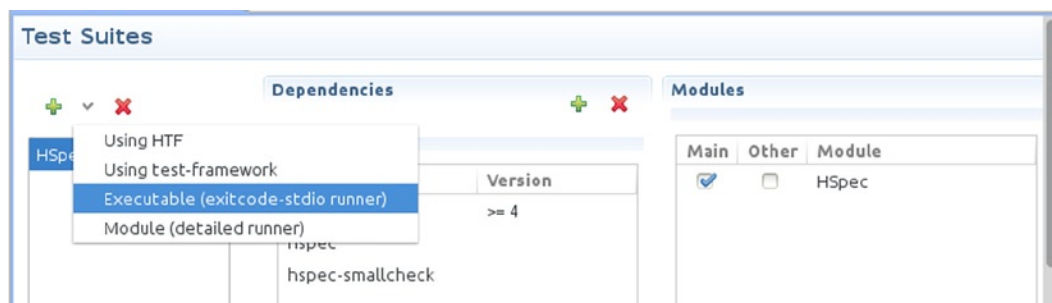 Test Suites
Dependencies
Modules
Using HTF
Using test-framework
Executable (exitcode-stdio runner)
Module (detailed runner)
Version
>= 4
hspec-smallcheck
Main Other Module
HSpec